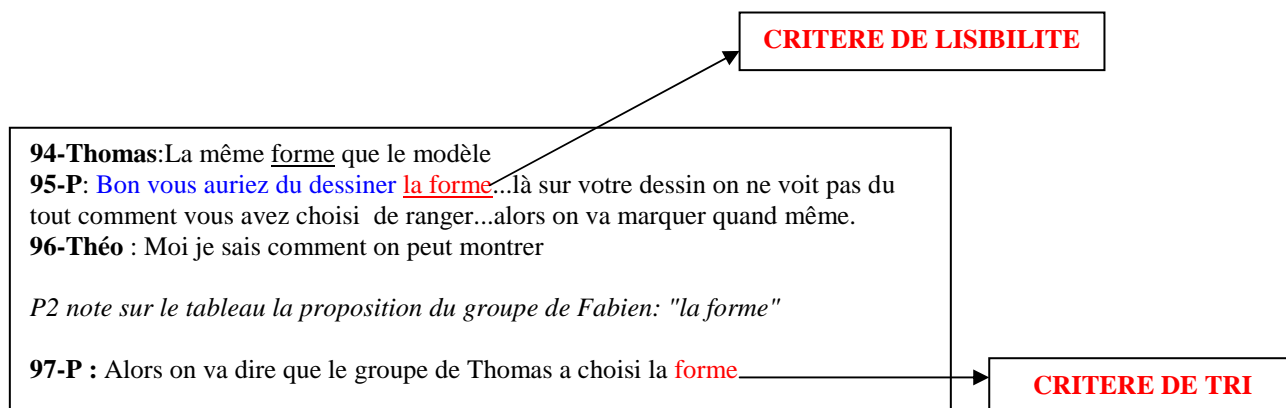 CRITERE DE LISIBILITE
94-Thomas:La même forme que le modèle
95-P: Bon vous auriez du dessiner la forme...là sur votre dessin on ne voit pas du
tout comment vous avez choisi de ranger...alors on va marquer quand même.
96-Théo : Moi je sais comment on peut montrer
P2 note sur le tableau la proposition du groupe de Fabien: "la forme"
97-P : Alors on va dire que le groupe de Thomas a choisi la forme
CRITERE DE TRI